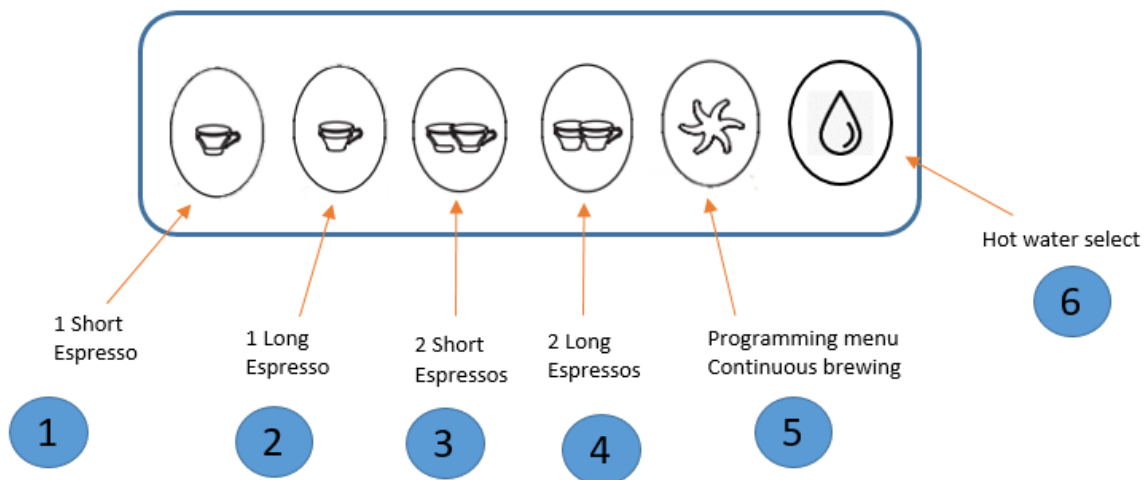 Hot water select
6
1 Short
Espresso
1 Long
Espresso
2 Short
Espressos
2 Long
Espressos
Programming menu
Continuous brewing
1
2
3
4
5